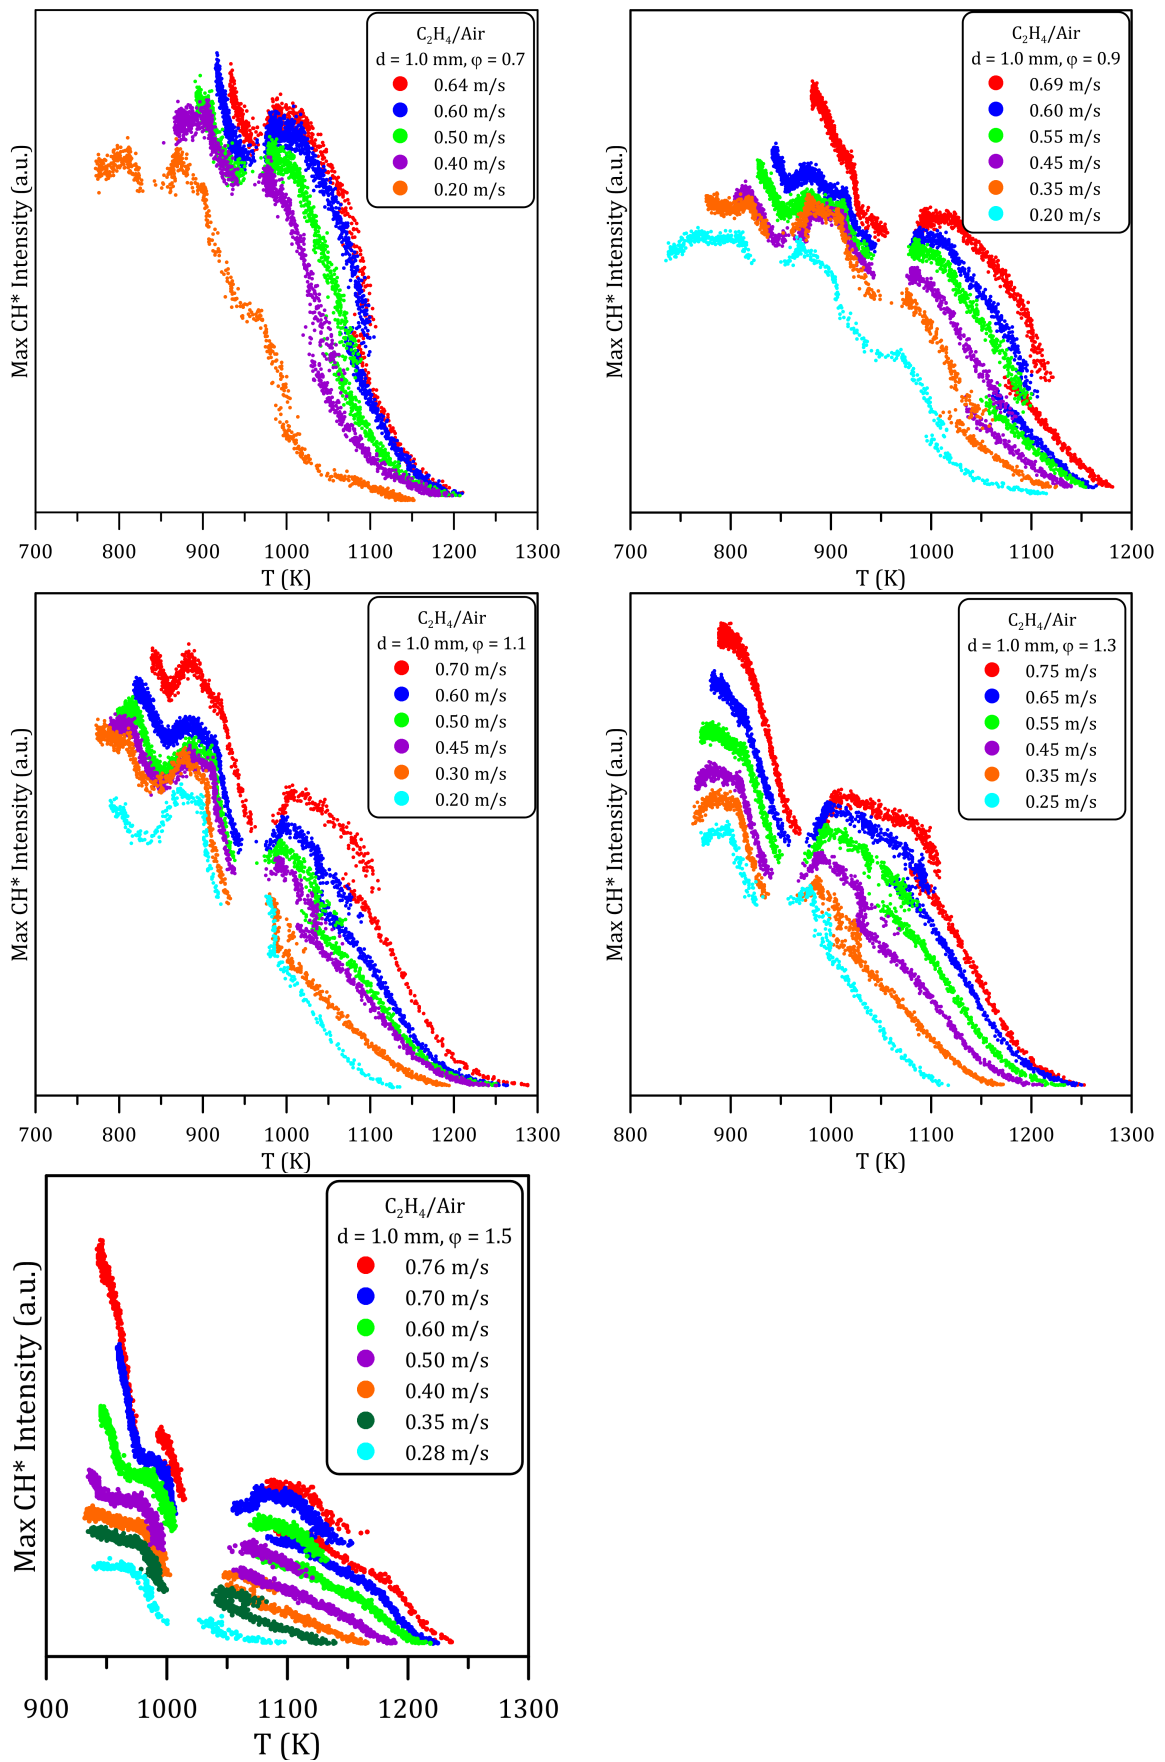 Max CH* Intensity (a.u.)
C₂H₄/Air
d = 1.0 mm, φ = 0.7
0.64 m/s
0.60 m/s
0.50 m/s
0.40 m/s
0.20 m/s
700 800 900 1000 1100 1200 1300
T (K)
Max CH* Intensity (a.u.)
C₂H₄/Air
d = 1.0 mm, φ = 0.9
0.69 m/s
0.60 m/s
0.55 m/s
0.45 m/s
0.35 m/s
0.20 m/s
700 800 900 1000 1100 1200
T (K)
Max CH* Intensity (a.u.)
C₂H₄/Air
d = 1.0 mm, φ = 1.1
0.70 m/s
0.60 m/s
0.50 m/s
0.45 m/s
0.30 m/s
0.20 m/s
700 800 900 1000 1100 1200 1300
T (K)
Max CH* Intensity (a.u.)
C₂H₄/Air
d = 1.0 mm, φ = 1.3
0.75 m/s
0.65 m/s
0.55 m/s
0.45 m/s
0.35 m/s
0.25 m/s
800 900 1000 1100 1200 1300
T (K)
Max CH* Intensity (a.u.)
C₂H₄/Air
d = 1.0 mm, φ = 1.5
0.76 m/s
0.70 m/s
0.60 m/s
0.50 m/s
0.40 m/s
0.35 m/s
0.28 m/s
900 1000 1100 1200 1300
T (K)